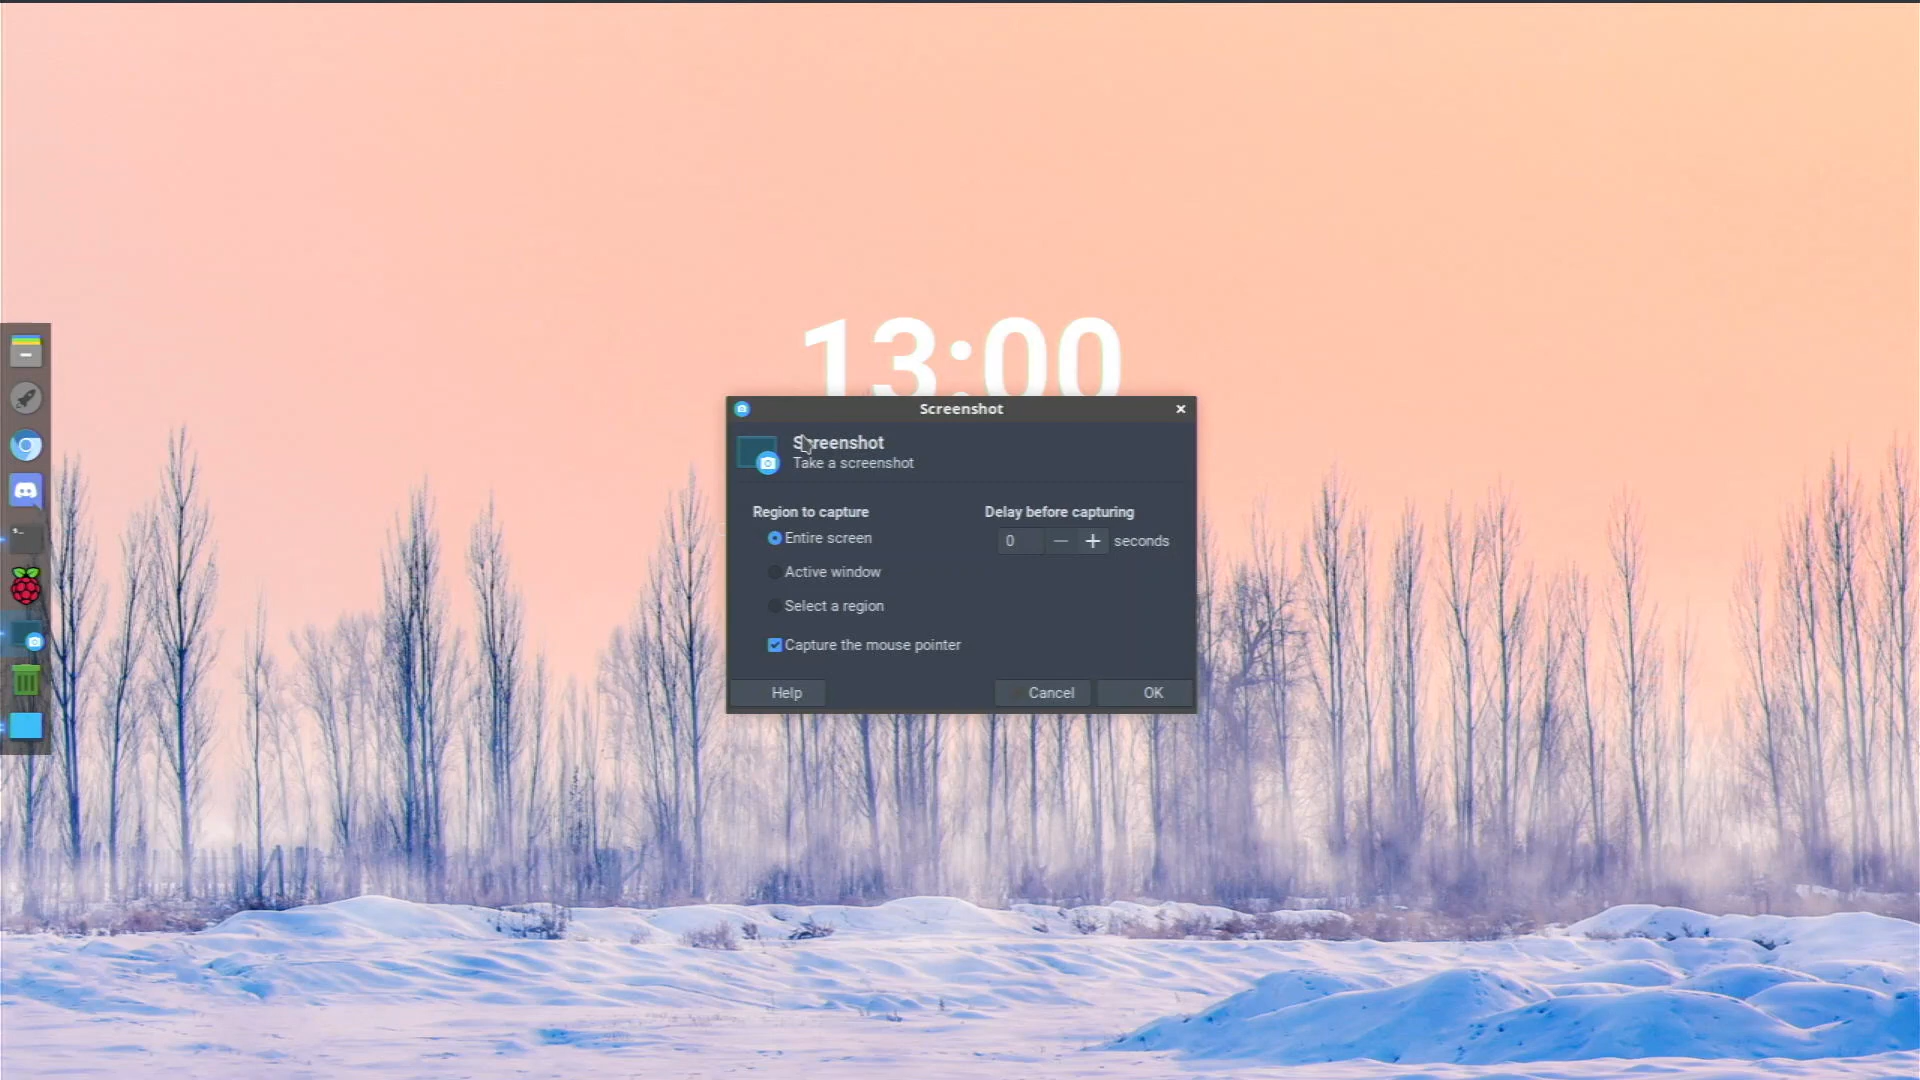 13:00
Screenshot
Screenshot
Take a screenshot
Region to capture
Entire screen
Active window
Select a region
Capture the mouse pointer
Delay before capturing
0 seconds
Help
Cancel
OK